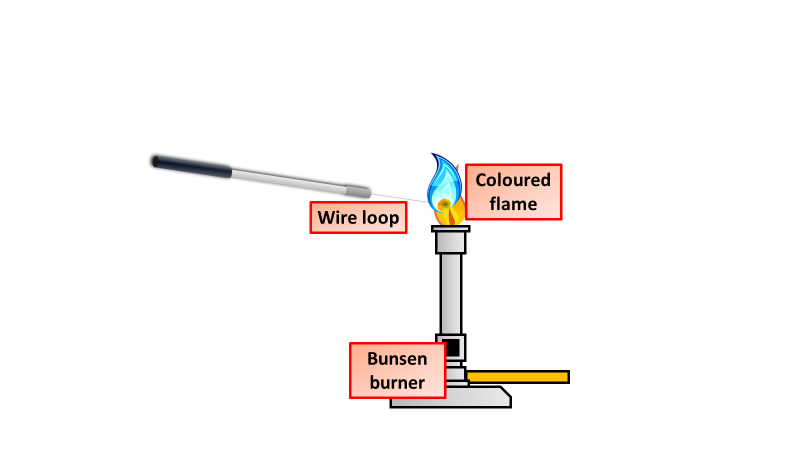 Coloured
flame
Wire loop
Bunsen
burner